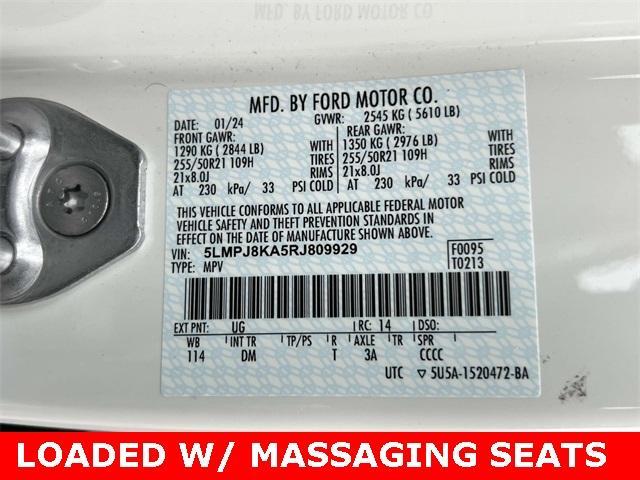 MFD. BY FORD MOTOR CO.
MFD. BY FORD MOTOR CO.
DATE: 01/24 GVWR: 2545 KG ( 5610 LB)
FRONT GAWR: REAR GAWR:
1290 KG ( 2844 LB) WITH 1350 KG ( 2976 LB) WITH
255/50R21 109H TIRES 255/50R21 109H TIRES
21x8.0J RIMS 21x8.0J RIMS
AT 230 kPa/ 33 PSI COLD AT 230 kPa/ 33 PSI COLD
THIS VEHICLE CONFORMS TO ALL APPLICABLE FEDERAL MOTOR
VEHICLE SAFETY AND THEFT PREVENTION STANDARDS IN
EFFECT ON THE DATE OF MANUFACTURE SHOWN ABOVE.
VIN: 5LMPJ8KA5RJ809929 F0095
TYPE: MPV T0213
EXT PNT: UG RC: 14 DSO:
WB INT TR TP/PS R AXLE TR SPR
114 DM T 3A CCCC
UTC ▽ 5U5A-1520472-BA
LOADED W/ MASSAGING SEATS